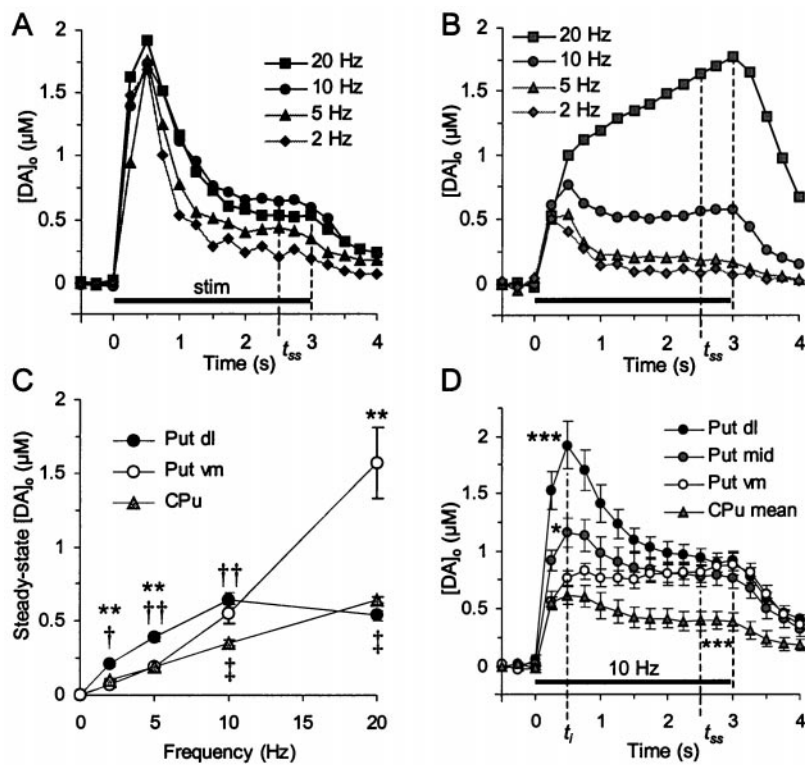 A
[DA]o (μM)
2
1.5
1
0.5
0
20 Hz
10 Hz
5 Hz
2 Hz
stim
0 1 2 3 4
Time (s) tss
B
[DA]o (μM)
2
1.5
1
0.5
0
20 Hz
10 Hz
5 Hz
2 Hz
0 1 2 3 4
Time (s) tss
C
Steady-state [DA]o (μM)
2
1.5
1
0.5
0
Put dl
Put vm
CPu
**
†
**
††
††
‡
**
‡
0 5 10 15 20
Frequency (Hz)
D
[DA]o (μM)
2
1.5
1
0.5
0
***
*
Put dl
Put mid
Put vm
CPu mean
***
10 Hz
0 1 2 3 4
ti Time (s) tss